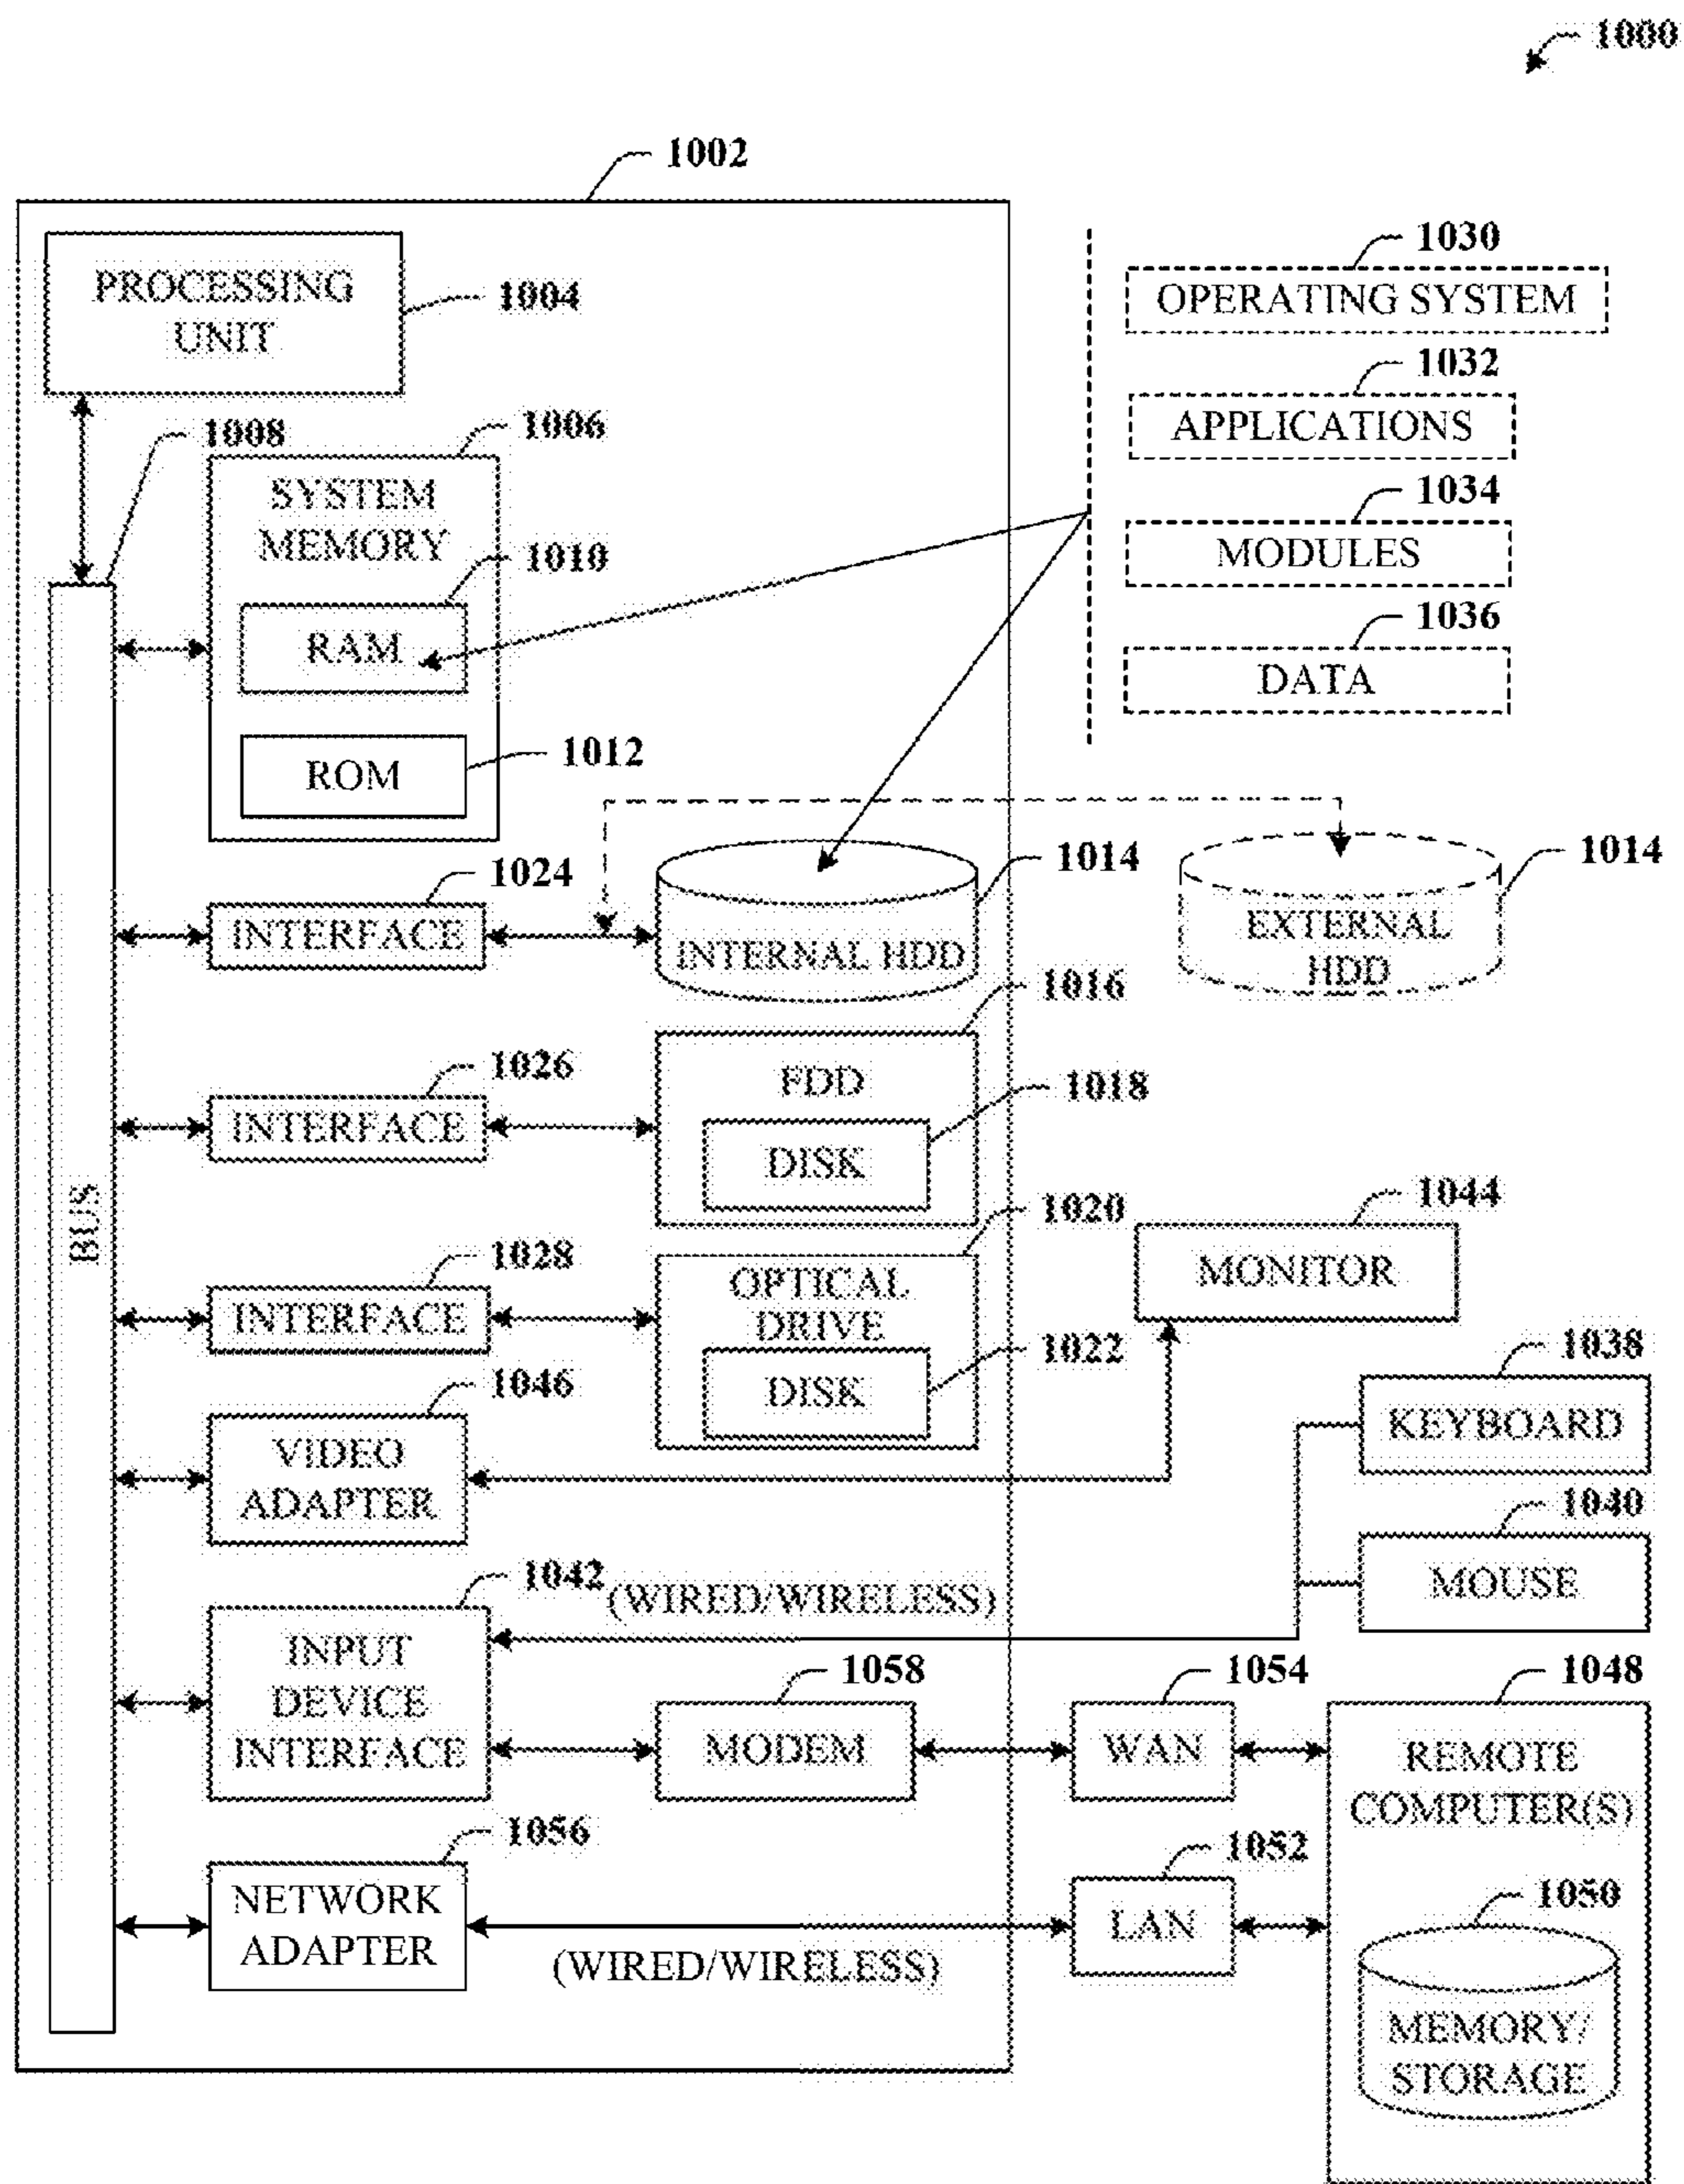 1000
1002
PROCESSING
UNIT
1004
1030
OPERATING SYSTEM
1032
APPLICATIONS
1034
MODULES
1036
DATA
1008
1006
SYSTEM
MEMORY
1010
RAM
1012
ROM
1024
INTERFACE
1014
INTERNAL HDD
1014
EXTERNAL
HDD
1026
INTERFACE
1016
FDD
1018
DISK
BUS
1028
INTERFACE
1020
OPTICAL
DRIVE
1022
DISK
1044
MONITOR
1046
VIDEO
ADAPTER
1038
KEYBOARD
1040
MOUSE
1042
(WIRED/WIRELESS)
INPUT
DEVICE
INTERFACE
1058
MODEM
1054
WAN
1048
REMOTE
COMPUTER(S)
1056
NETWORK
ADAPTER
(WIRED/WIRELESS)
1052
LAN
1050
MEMORY/
STORAGE